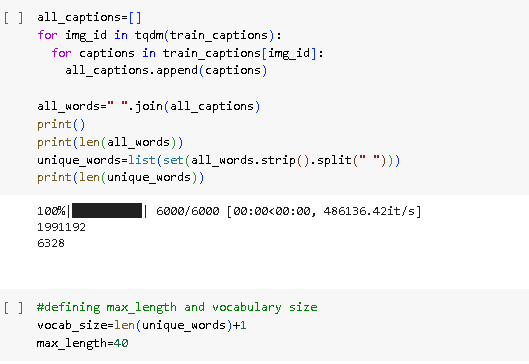 [ ] all_captions=[]
for img_id in tqdm(train_captions):
  for captions in train_captions[img_id]:
    all_captions.append(captions)
all_words=" ".join(all_captions)
print()
print(len(all_words))
unique_words=list(set(all_words.strip().split(" ")))
print(len(unique_words))
100%|██████████| 6000/6000 [00:00<00:00, 486136.42it/s]
1991192
6328
[ ] #defining max_length and vocabulary size
vocab_size=len(unique_words)+1
max_length=40